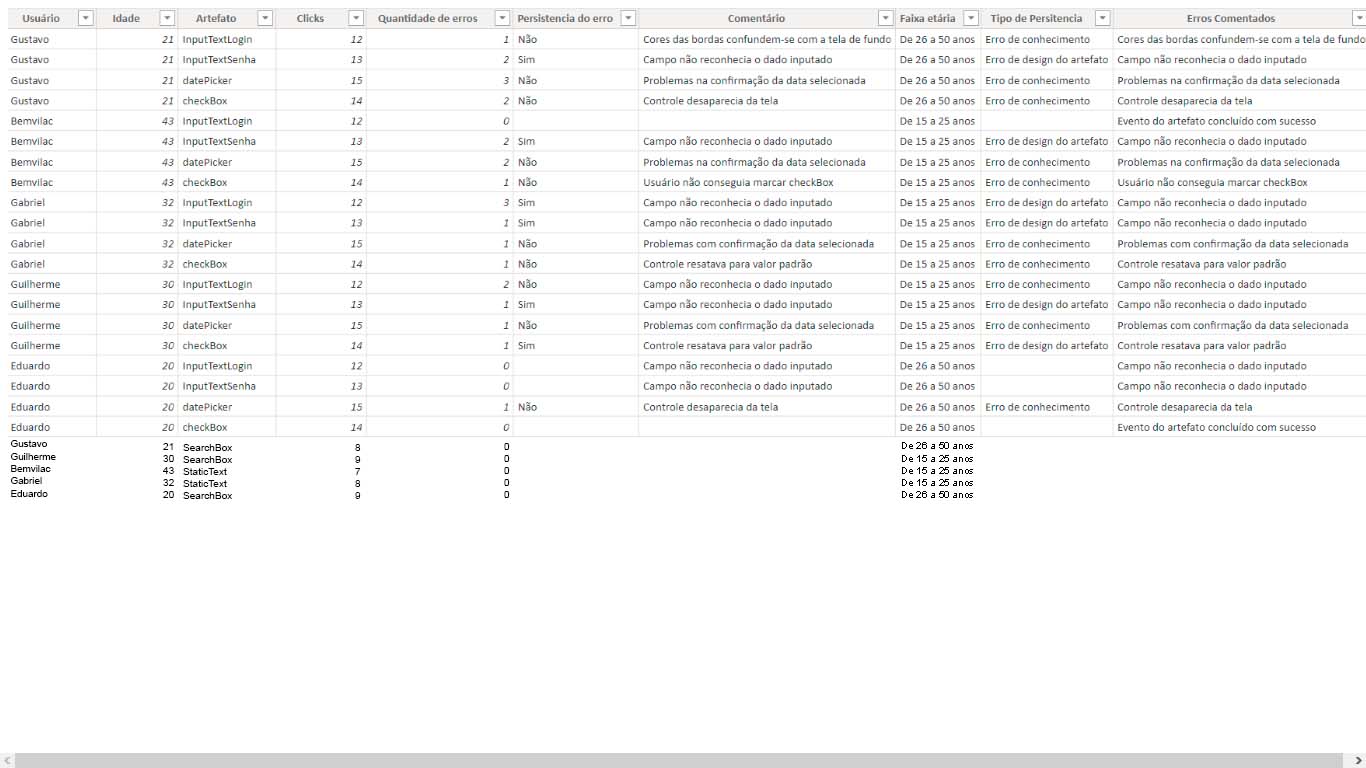 Usuário Idade Artefato Clicks Quantidade de erros Persistencia do erro Comentário Faixa etária Tipo de Persitencia Erros Comentados
Gustavo 21 InputTextLogin 12 1 Não Cores das bordas confundem-se com a tela de fundo De 26 a 50 anos Erro de conhecimento Cores das bordas confundem-se com a tela de fundo
Gustavo 21 InputTextSenha 13 2 Sim Campo não reconhecia o dado inputado De 26 a 50 anos Erro de design do artefato Campo não reconhecia o dado inputado
Gustavo 21 datePicker 15 3 Não Problemas na confirmação da data selecionada De 26 a 50 anos Erro de conhecimento Problemas na confirmação da data selecionada
Gustavo 21 checkBox 14 2 Não Controle desaparecia da tela De 26 a 50 anos Erro de conhecimento Controle desaparecia da tela
Bemvilac 43 InputTextLogin 12 0 De 15 a 25 anos Evento do artefato concluído com sucesso
Bemvilac 43 InputTextSenha 13 2 Sim Campo não reconhecia o dado inputado De 15 a 25 anos Erro de design do artefato Campo não reconhecia o dado inputado
Bemvilac 43 datePicker 15 2 Não Problemas na confirmação da data selecionada De 15 a 25 anos Erro de conhecimento Problemas na confirmação da data selecionada
Bemvilac 43 checkBox 14 1 Não Usuário não conseguia marcar checkBox De 15 a 25 anos Erro de conhecimento Usuário não conseguia marcar checkBox
Gabriel 32 InputTextLogin 12 3 Sim Campo não reconhecia o dado inputado De 15 a 25 anos Erro de design do artefato Campo não reconhecia o dado inputado
Gabriel 32 InputTextSenha 13 1 Sim Campo não reconhecia o dado inputado De 15 a 25 anos Erro de design do artefato Campo não reconhecia o dado inputado
Gabriel 32 datePicker 15 1 Não Problemas com confirmação da data selecionada De 15 a 25 anos Erro de conhecimento Problemas com confirmação da data selecionada
Gabriel 32 checkBox 14 1 Não Controle resatava para valor padrão De 15 a 25 anos Erro de conhecimento Controle resatava para valor padrão
Guilherme 30 InputTextLogin 12 2 Não Campo não reconhecia o dado inputado De 15 a 25 anos Erro de conhecimento Campo não reconhecia o dado inputado
Guilherme 30 InputTextSenha 13 1 Sim Campo não reconhecia o dado inputado De 15 a 25 anos Erro de design do artefato Campo não reconhecia o dado inputado
Guilherme 30 datePicker 15 1 Não Problemas com confirmação da data selecionada De 15 a 25 anos Erro de conhecimento Problemas com confirmação da data selecionada
Guilherme 30 checkBox 14 1 Sim Controle resatava para valor padrão De 15 a 25 anos Erro de design do artefato Controle resatava para valor padrão
Eduardo 20 InputTextLogin 12 0 Campo não reconhecia o dado inputado De 26 a 50 anos Campo não reconhecia o dado inputado
Eduardo 20 InputTextSenha 13 0 Campo não reconhecia o dado inputado De 26 a 50 anos Campo não reconhecia o dado inputado
Eduardo 20 datePicker 15 1 Não Controle desaparecia da tela De 26 a 50 anos Erro de conhecimento Controle desaparecia da tela
Eduardo 20 checkBox 14 0 De 26 a 50 anos Evento do artefato concluído com sucesso
Gustavo 21 SearchBox 8 0 De 26 a 50 anos
Guilherme 30 SearchBox 9 0 De 15 a 25 anos
Bemvilac 43 StaticText 7 0 De 15 a 25 anos
Gabriel 32 StaticText 8 0 De 15 a 25 anos
Eduardo 20 SearchBox 9 0 De 26 a 50 anos